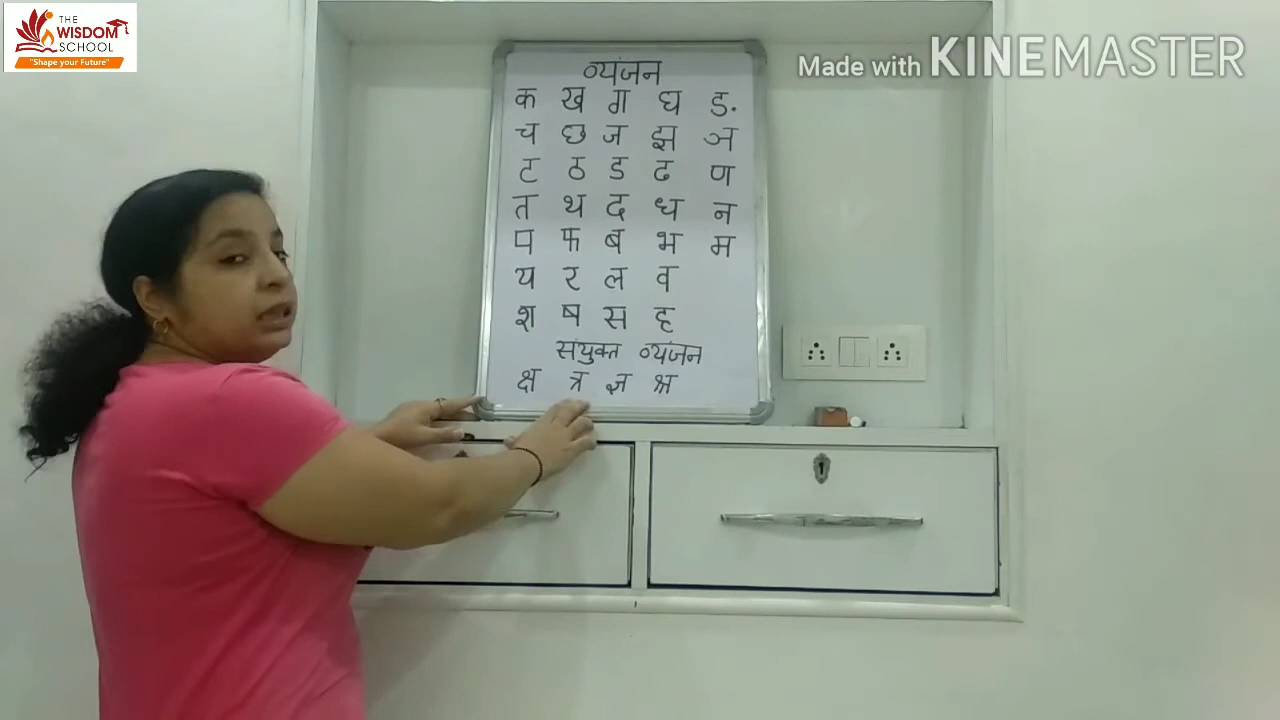 THE
WISDOM
SCHOOL
"Shape your Future"
Made with KINEMASTER
व्यंजन
क ख ग घ ङ
च छ ज झ ञ
ट ठ ड ढ ण
त थ द ध न
प फ ब भ म
य र ल व
श ष स ह
संयुक्त व्यंजन
क्ष त्र ज्ञ श्र